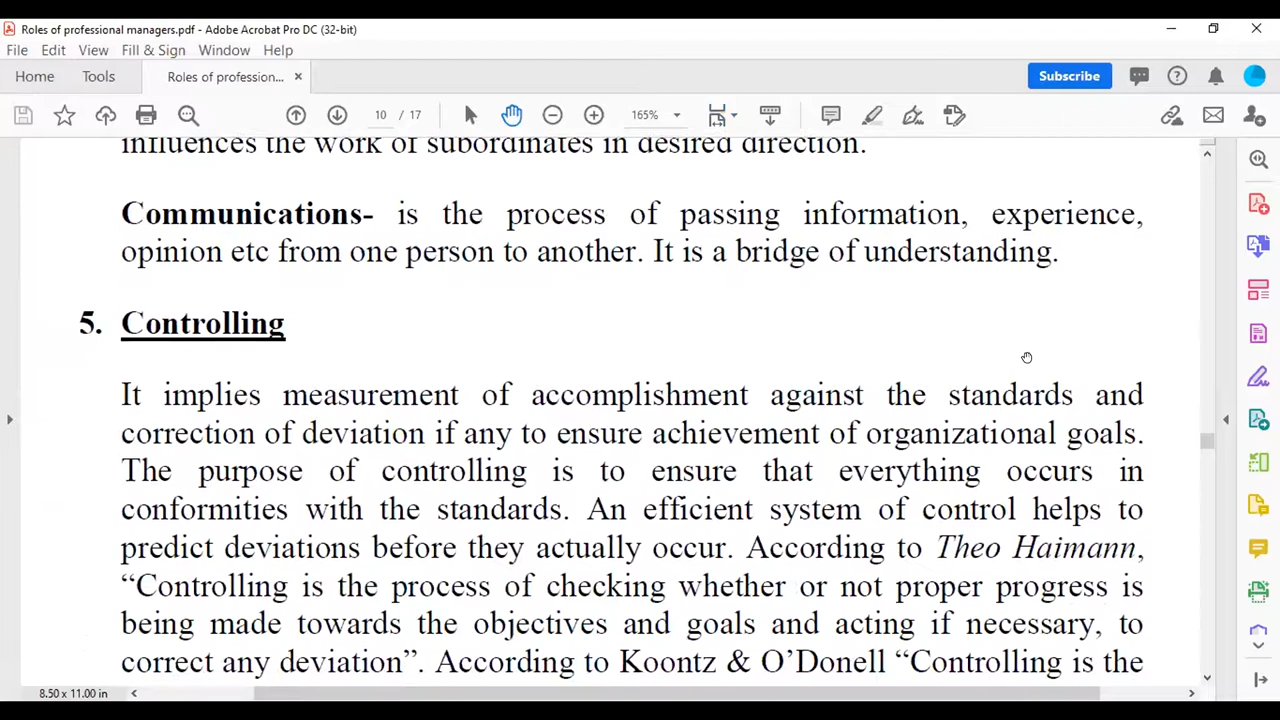 Roles of professional managers.pdf - Adobe Acrobat Pro DC (32-bit)
File Edit View Fill & Sign Window Help
Home Tools Roles of profession... × Subscribe
10 / 17 165%
influences the work of subordinates in desired direction.
Communications- is the process of passing information, experience,
opinion etc from one person to another. It is a bridge of understanding.
5. Controlling
It implies measurement of accomplishment against the standards and
correction of deviation if any to ensure achievement of organizational goals.
The purpose of controlling is to ensure that everything occurs in
conformities with the standards. An efficient system of control helps to
predict deviations before they actually occur. According to Theo Haimann,
“Controlling is the process of checking whether or not proper progress is
being made towards the objectives and goals and acting if necessary, to
correct any deviation”. According to Koontz & O’Donell “Controlling is the
8.50 x 11.00 in